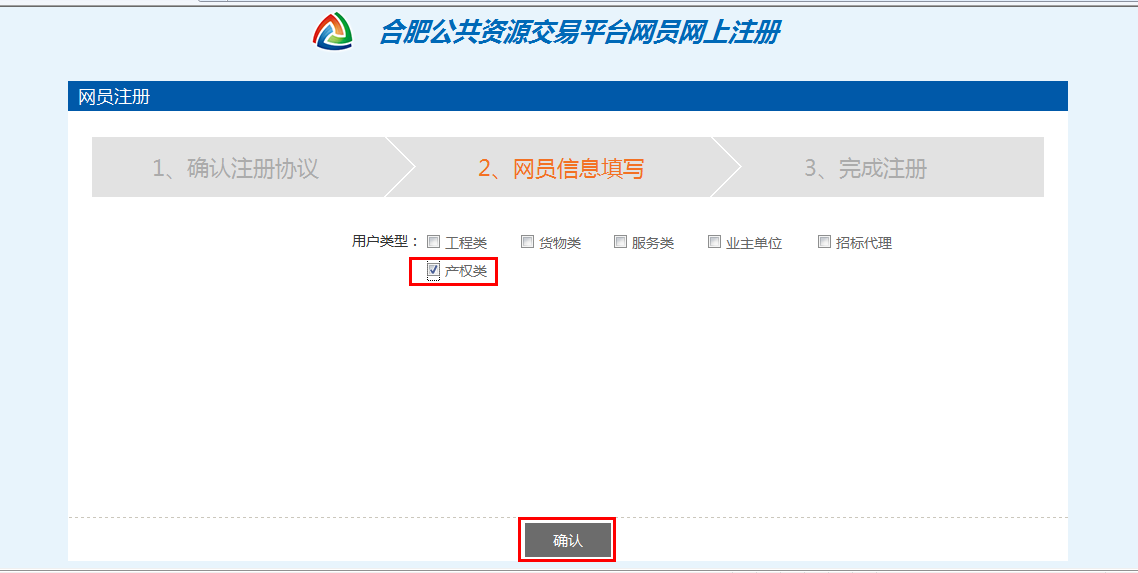 合肥公共资源交易平台网员网上注册
网员注册
1、确认注册协议 2、网员信息填写 3、完成注册
用户类型： 工程类 货物类 服务类 业主单位 招标代理
产权类
确认